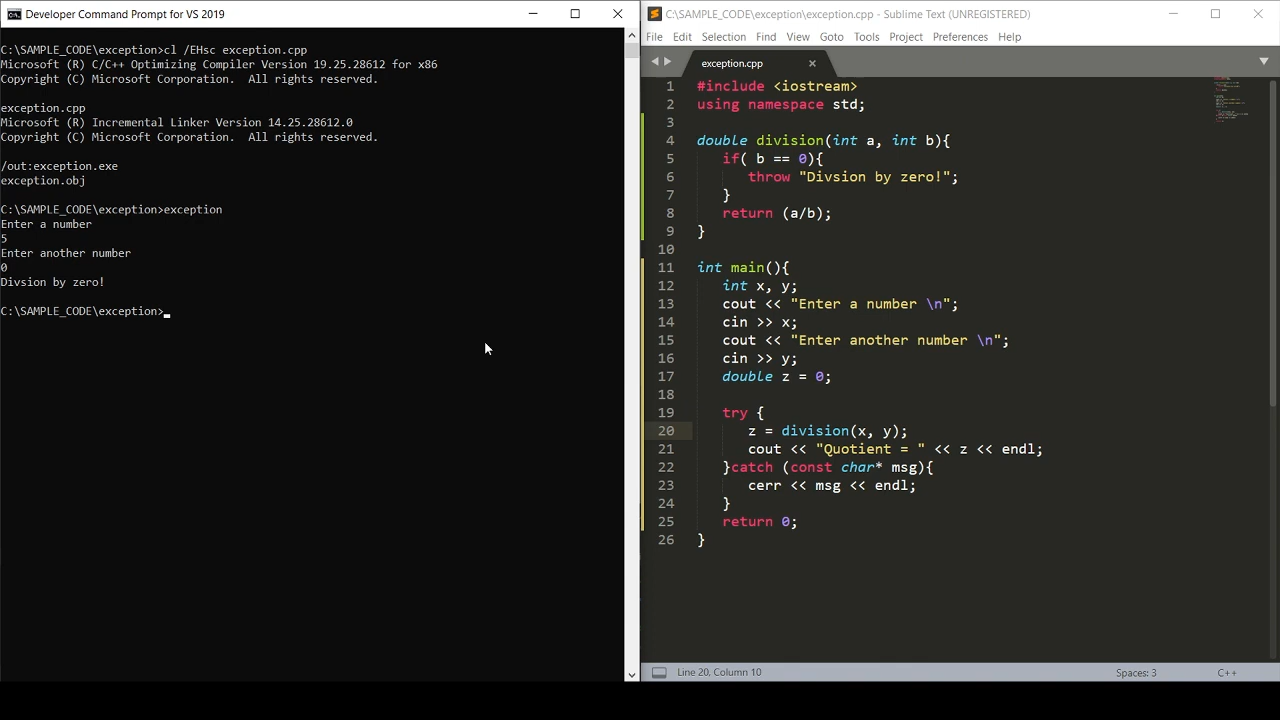 Developer Command Prompt for VS 2019
C:\SAMPLE_CODE\exception>cl /EHsc exception.cpp
Microsoft (R) C/C++ Optimizing Compiler Version 19.25.28612 for x86
Copyright (C) Microsoft Corporation.  All rights reserved.

exception.cpp
Microsoft (R) Incremental Linker Version 14.25.28612.0
Copyright (C) Microsoft Corporation.  All rights reserved.

/out:exception.exe
exception.obj

C:\SAMPLE_CODE\exception>exception
Enter a number
5
Enter another number
0
Divsion by zero!

C:\SAMPLE_CODE\exception>_
C:\SAMPLE_CODE\exception\exception.cpp - Sublime Text (UNREGISTERED)
File Edit Selection Find View Goto Tools Project Preferences Help
exception.cpp
1 #include <iostream>
2 using namespace std;
3
4 double division(int a, int b){
5    if( b == 0){
6       throw "Divsion by zero!";
7    }
8    return (a/b);
9 }
10
11 int main(){
12    int x, y;
13    cout << "Enter a number \n";
14    cin >> x;
15    cout << "Enter another number \n";
16    cin >> y;
17    double z = 0;
18
19    try {
20       z = division(x, y);
21       cout << "Quotient = " << z << endl;
22    }catch (const char* msg){
23       cerr << msg << endl;
24    }
25    return 0;
26 }
Line 20, Column 10 Spaces: 3 C++